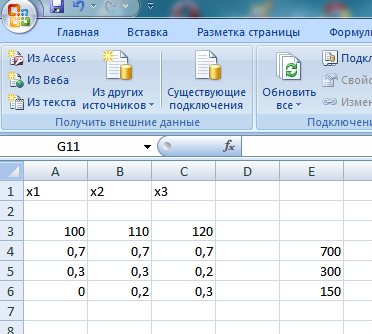 Главная Вставка Разметка страницы Формулы
Из Access
Из Веба
Из текста
Из других источников
Существующие подключения
Обновить все
Подкл
Свой
Измен
Получить внешние данные
Подключени
G11 fx
A B C D E
1 x1 x2 x3
2
3 100 110 120
4 0,7 0,7 0,7 700
5 0,3 0,3 0,2 300
6 0 0,2 0,3 150
7
8